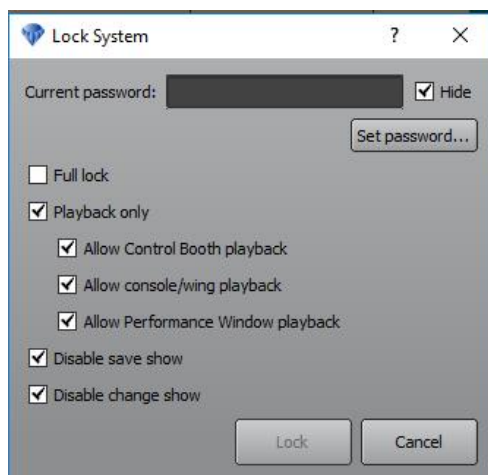 Lock System ?
Current password: Hide
Set password...
Full lock
Playback only
Allow Control Booth playback
Allow console/wing playback
Allow Performance Window playback
Disable save show
Disable change show
Lock Cancel